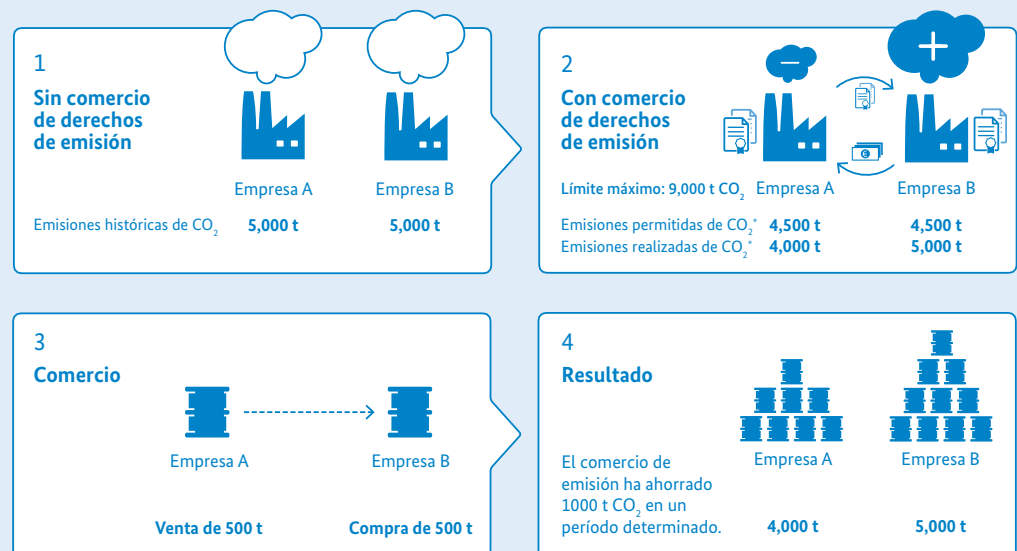 1
Sin comercio
de derechos
de emisión
Empresa A Empresa B
Emisiones históricas de CO₂ 5,000 t 5,000 t
2
Con comercio
de derechos
de emisión
Límite máximo: 9,000 t CO₂ Empresa A Empresa B
Emisiones permitidas de CO₂* 4,500 t 4,500 t
Emisiones realizadas de CO₂* 4,000 t 5,000 t
3
Comercio
Empresa A Empresa B
Venta de 500 t Compra de 500 t
4
Resultado
Empresa A Empresa B
El comercio de
emisión ha ahorrado
1000 t CO₂ en un
período determinado. 4,000 t 5,000 t